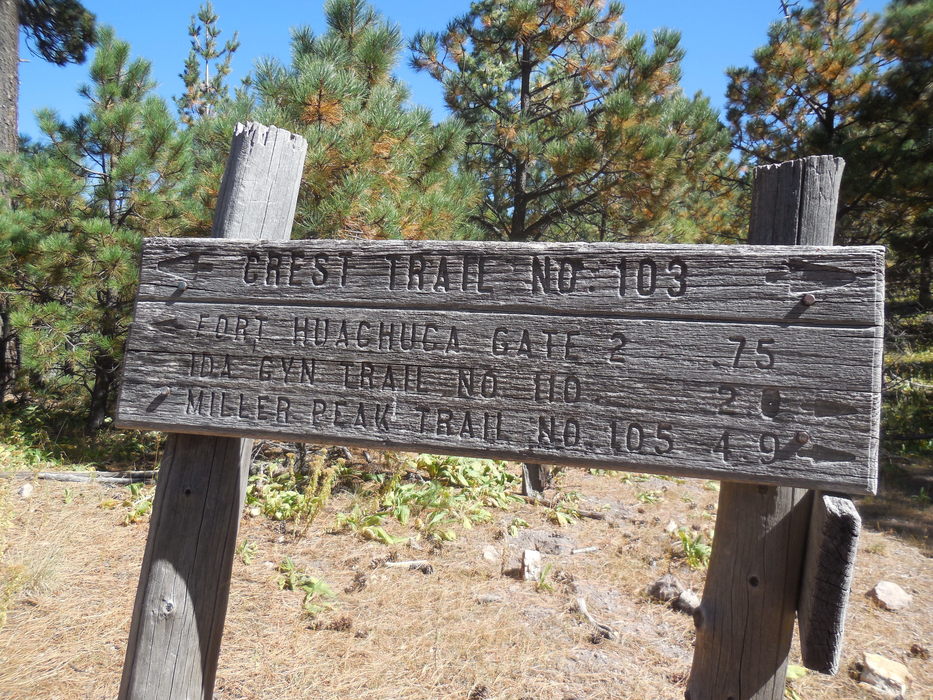 CREST TRAIL NO. 103
FORT HUACHUCA GATE 2 .75
IDA GYN TRAIL NO 110. 2.0
MILLER PEAK TRAIL NO. 105 4.9